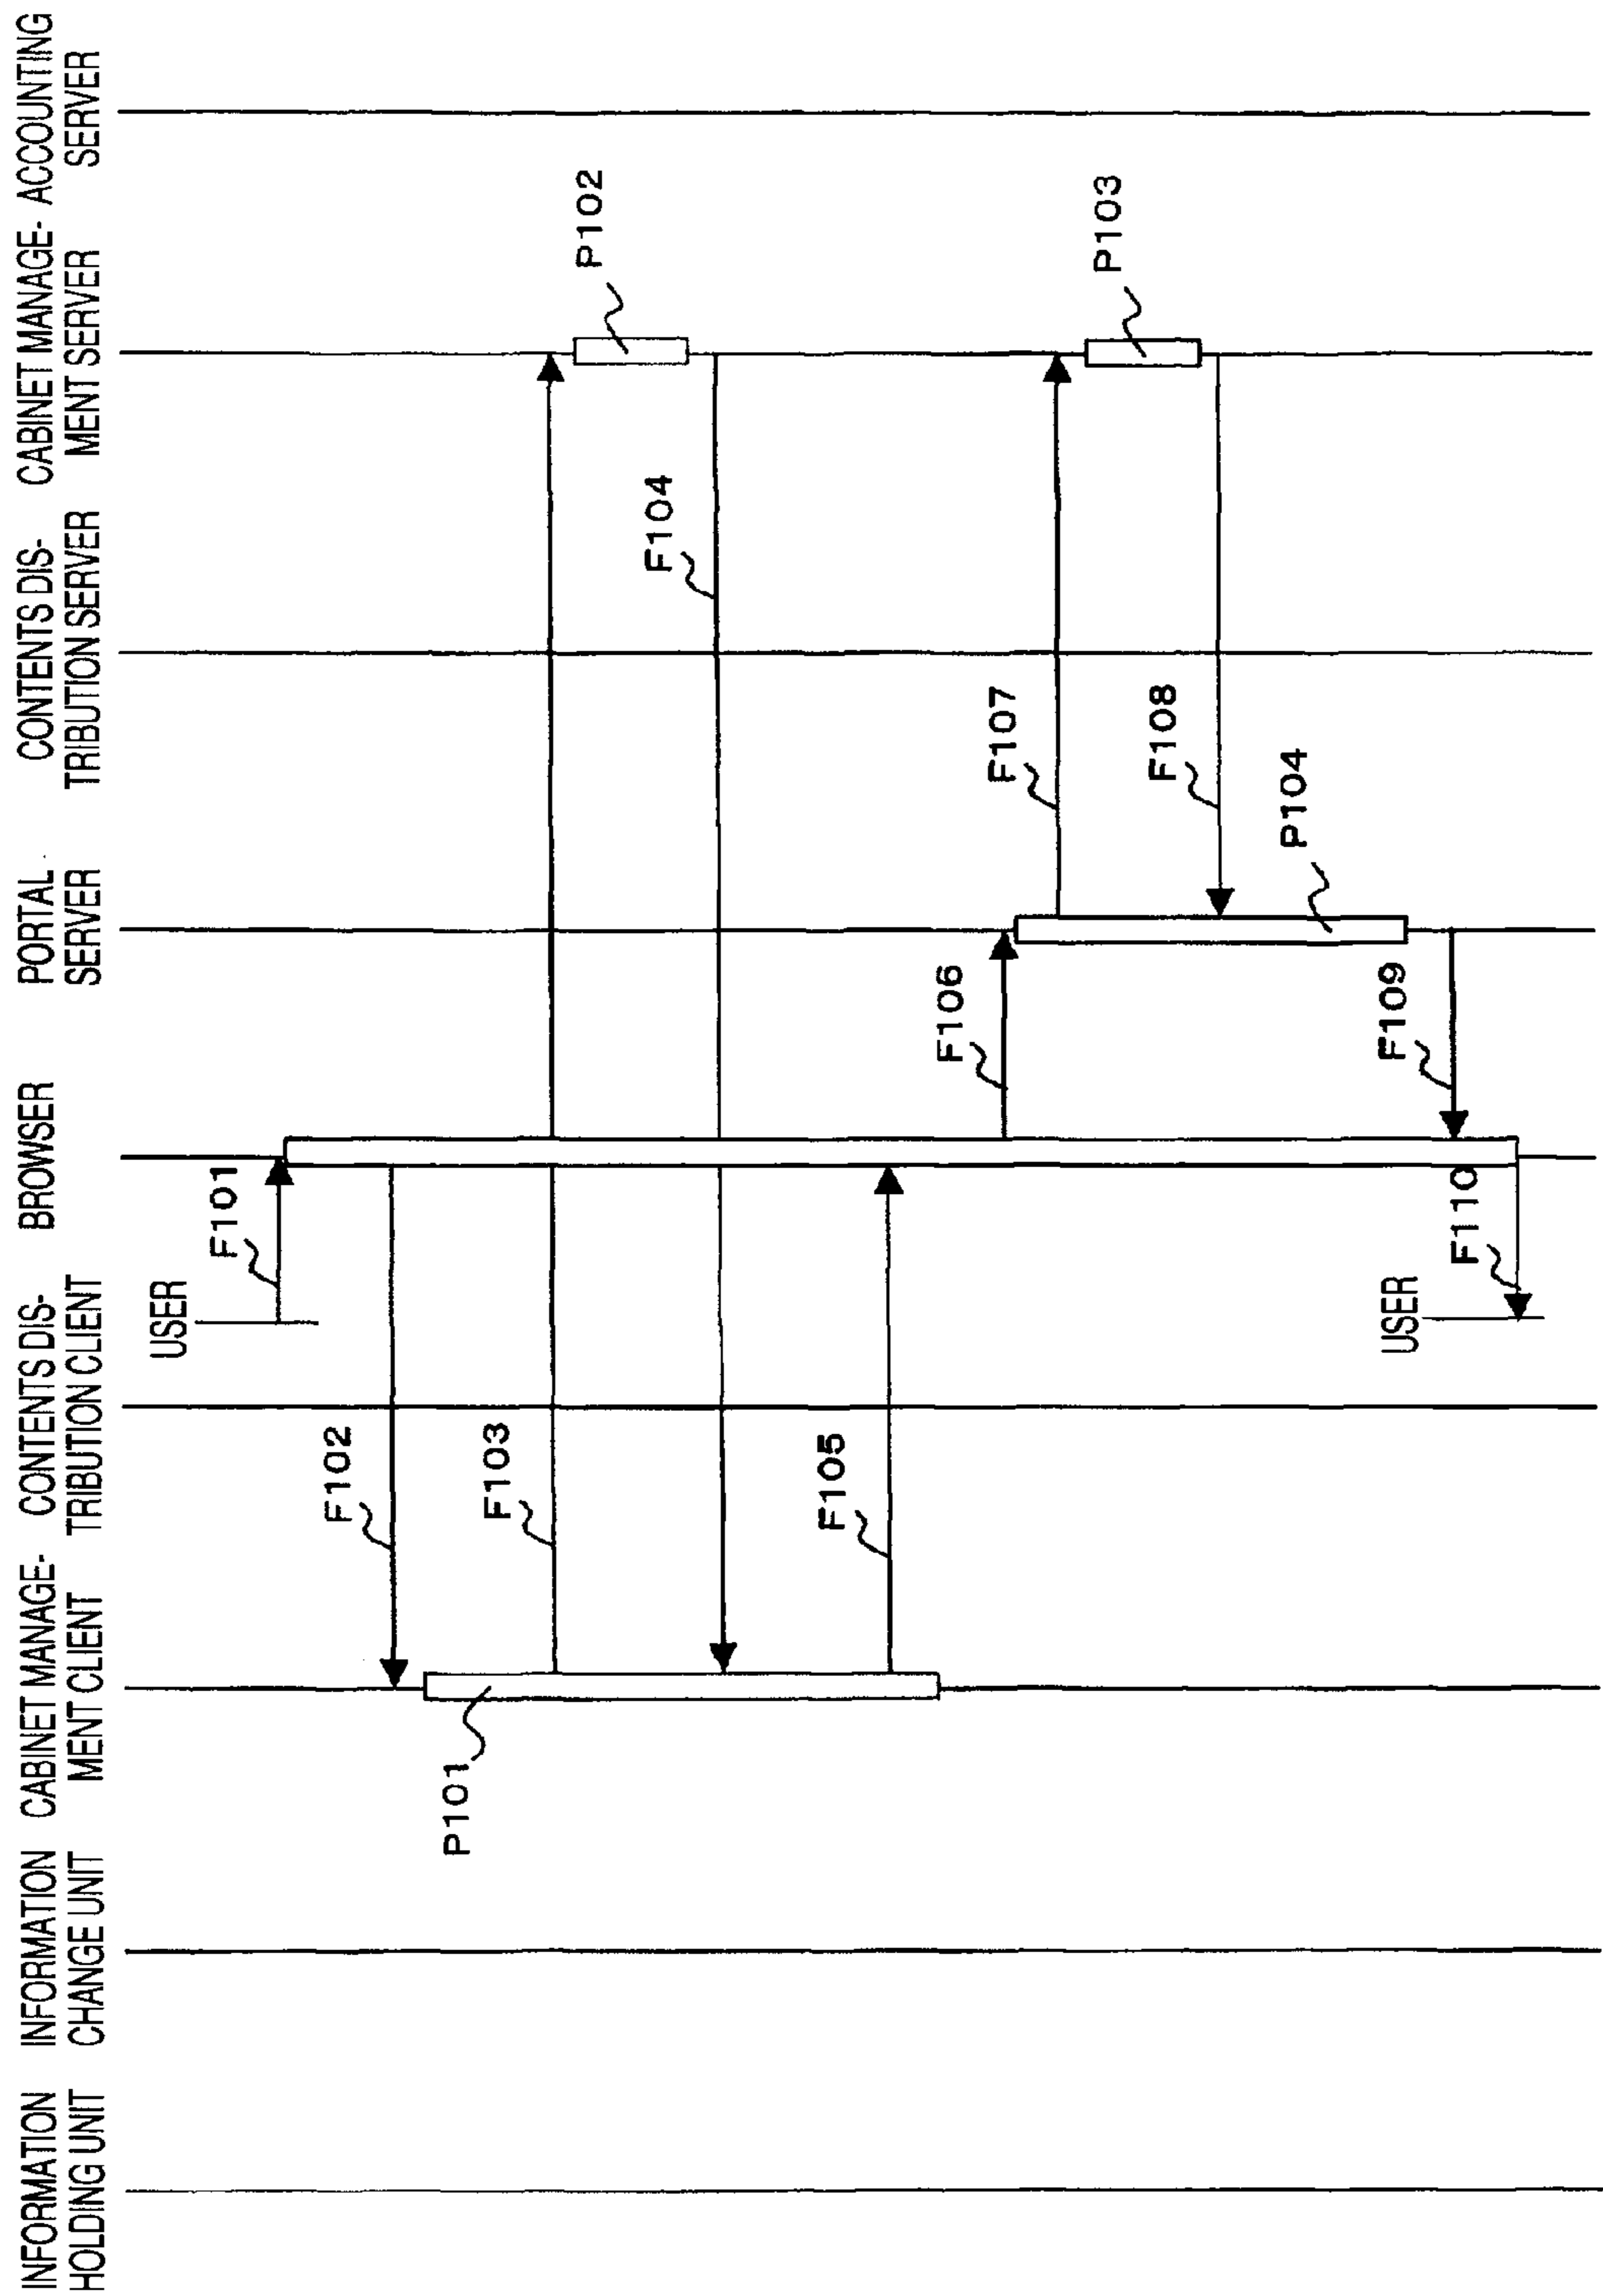 INFORMATION
HOLDING UNIT
INFORMATION
CHANGE UNIT
CABINET MANAGE-
MENT CLIENT
CONTENTS DIS-
TRIBUTION CLIENT
BROWSER
PORTAL
SERVER
CONTENTS DIS-
TRIBUTION SERVER
CABINET MANAGE-
MENT SERVER
ACCOUNTING
SERVER
USER
F101
F102
P101
F103
P102
F104
F105
F106
F107
P103
F108
P104
F109
USER
F110